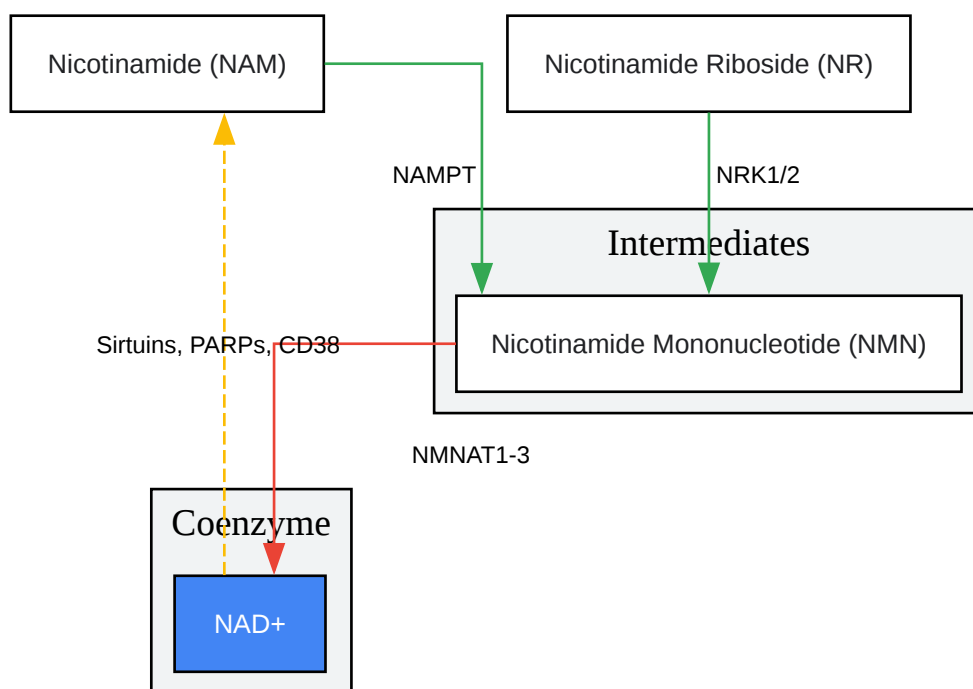 Nicotinamide (NAM)
Nicotinamide Riboside (NR)
NAMPT
NRK1/2
Intermediates
Sirtuins, PARPs, CD38
Nicotinamide Mononucleotide (NMN)
NMNAT1-3
Coenzyme
NAD+